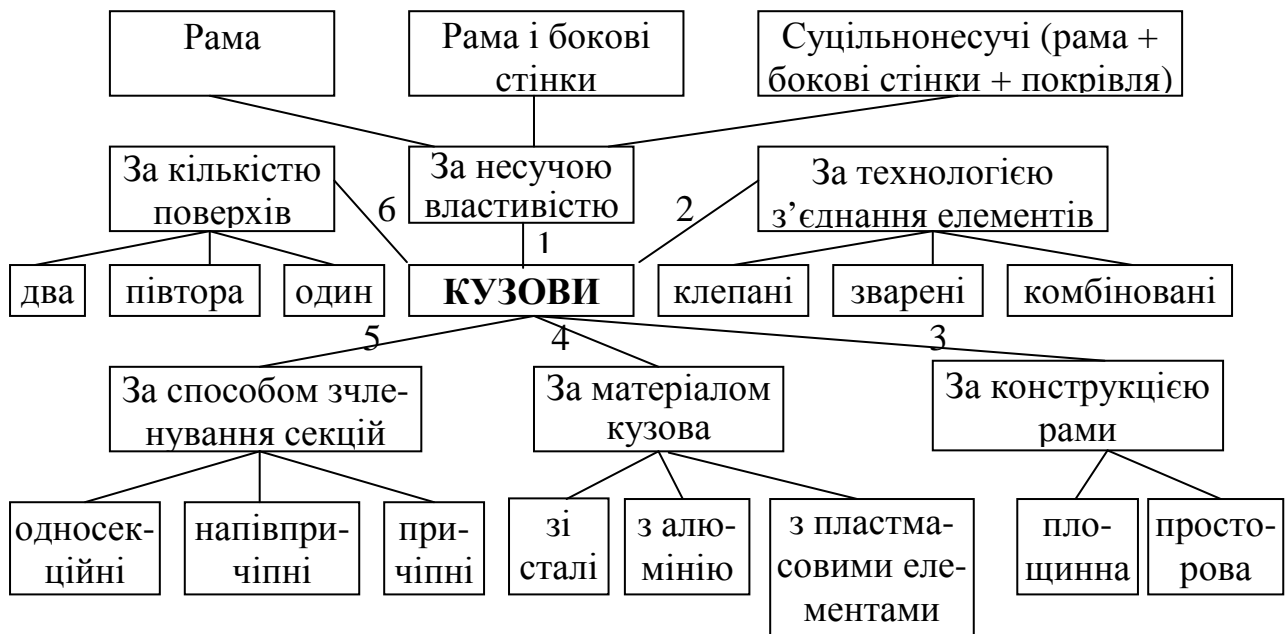 Рама
Рама і бокові
стінки
Суцільнонесучі (рама +
бокові стінки + покрівля)
За кількістю
поверхів
За несучою
властивістю
За технологією
з’єднання елементів
6
1
2
два
півтора
один
КУЗОВИ
клепані
зварені
комбіновані
5
4
3
За способом зчле-
нування секцій
За матеріалом
кузова
За конструкцією
рами
односек-
ційні
напівпри-
чіпні
при-
чіпні
зі
сталі
з алю-
мінію
з пластма-
совими еле-
ментами
пло-
щинна
просто-
рова